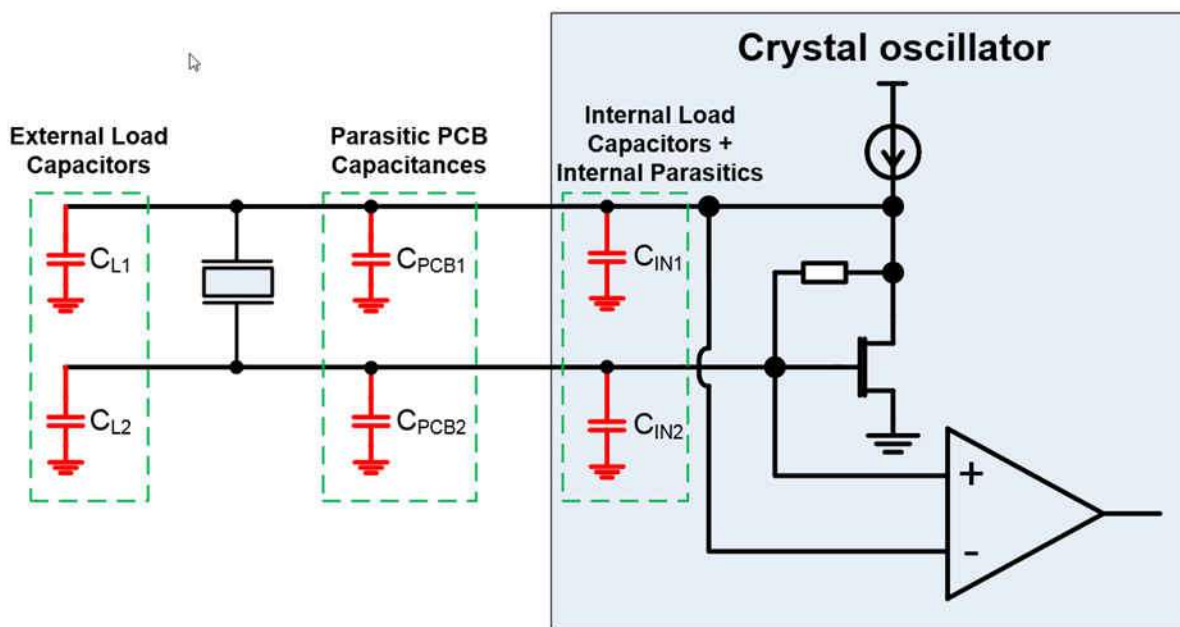 Crystal oscillator
External Load
Capacitors
Parasitic PCB
Capacitances
Internal Load
Capacitors +
Internal Parasitics
CL1
CPCB1
CIN1
CL2
CPCB2
CIN2
+
-